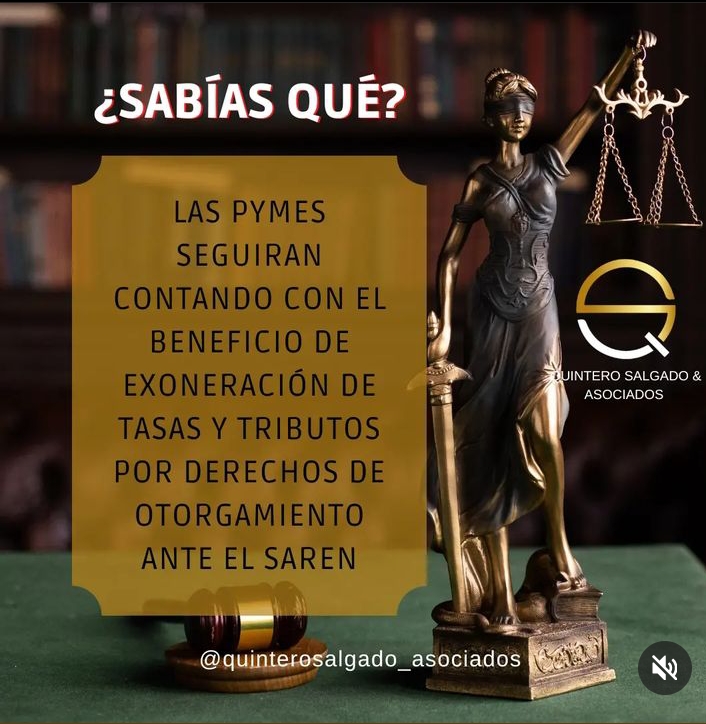 ¿SABÍAS QUÉ?
LAS PYMES
SEGUIRAN
CONTANDO CON EL
BENEFICIO DE
EXONERACIÓN DE
TASAS Y TRIBUTOS
POR DERECHOS DE
OTORGAMIENTO
ANTE EL SAREN
QUINTERO SALGADO &
ASOCIADOS
@quinterosalgado_asociados